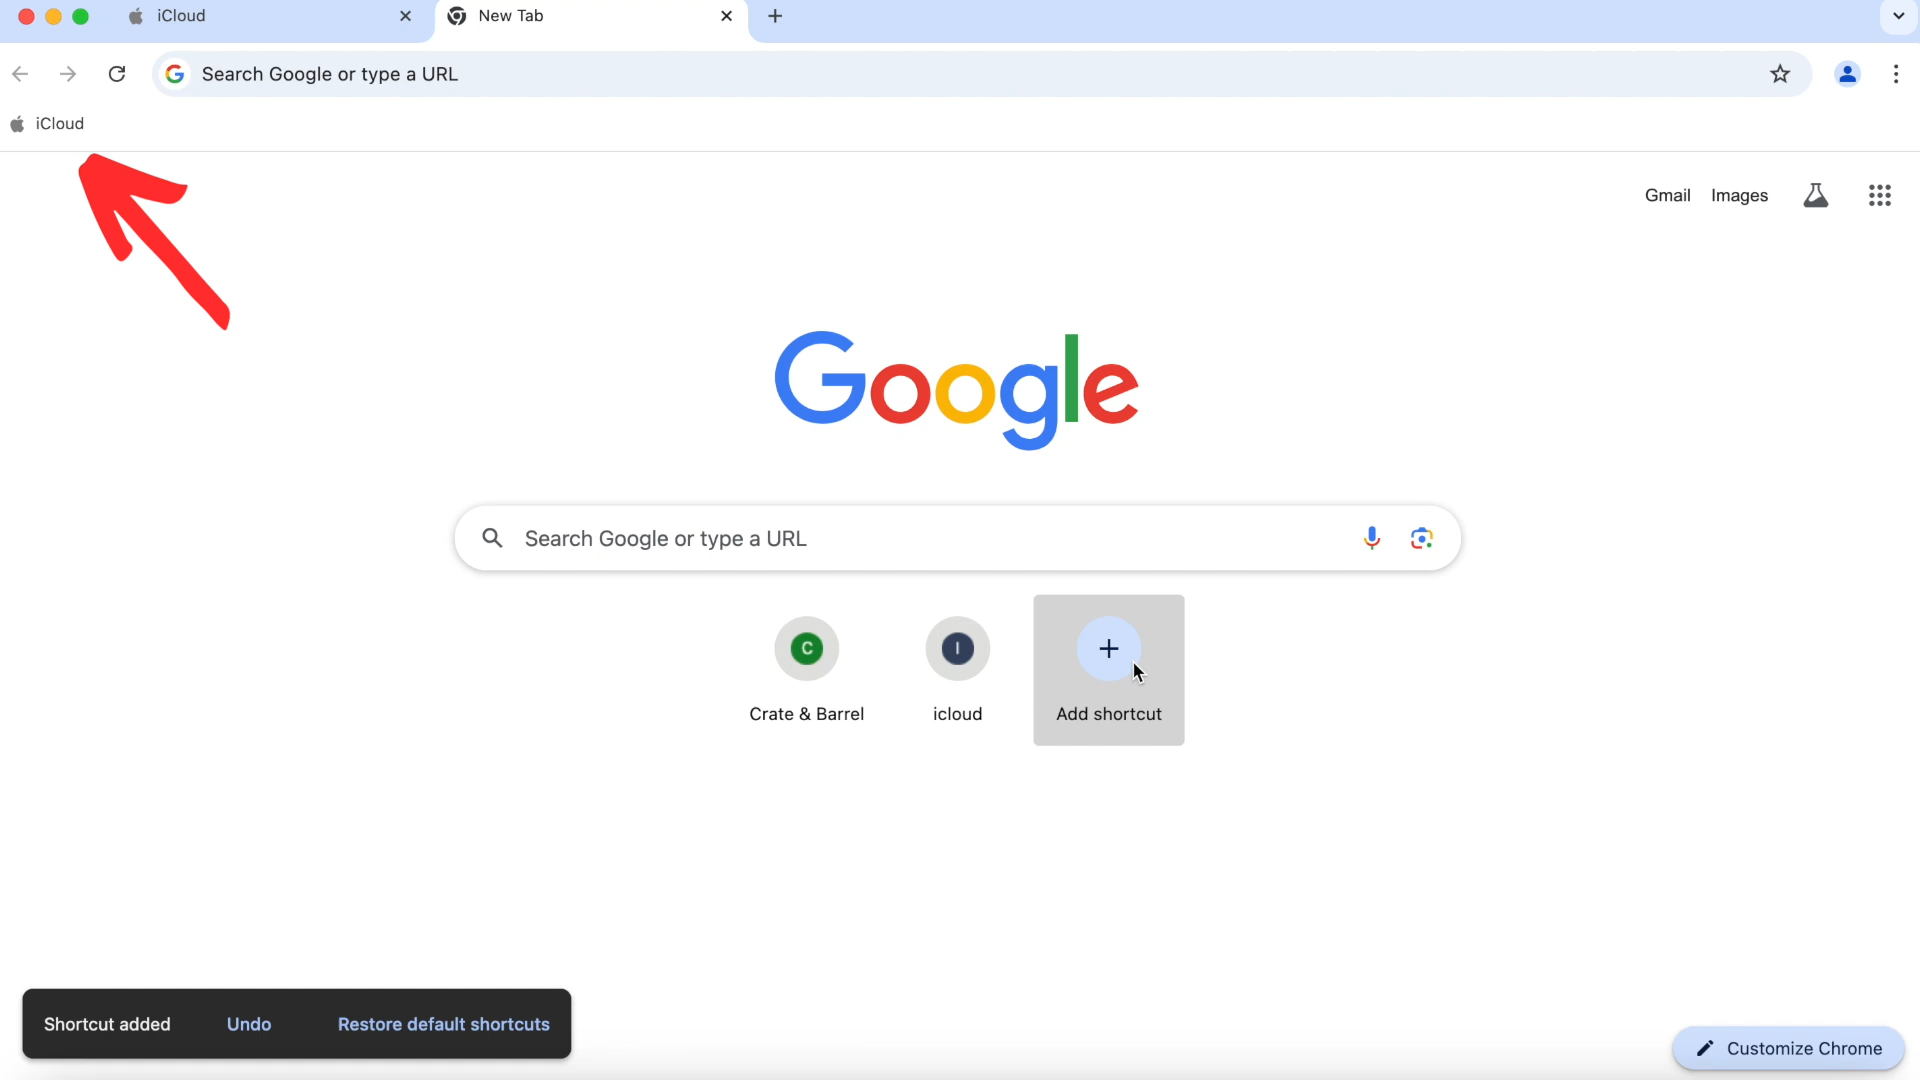 iCloud
New Tab
Search Google or type a URL
iCloud
Gmail Images
Google
Search Google or type a URL
C
I
Crate & Barrel
icloud
Add shortcut
Shortcut added Undo Restore default shortcuts
Customize Chrome